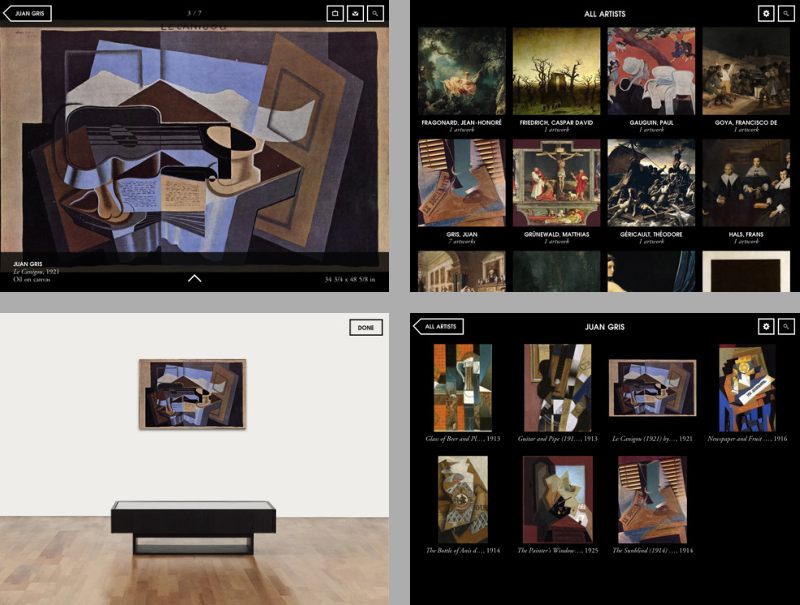 JUAN GRIS
3 / 7
LE CANIGOU
JUAN GRIS
Le Canigou, 1921
Oil on canvas
34 3/4 x 48 5/8 in
ALL ARTISTS
FRAGONARD, JEAN-HONORÉ
1 artwork
FRIEDRICH, CASPAR DAVID
1 artwork
GAUGUIN, PAUL
1 artwork
GOYA, FRANCISCO DE
1 artwork
GRIS, JUAN
7 artworks
GRÜNEWALD, MATTHIAS
1 artwork
GÉRICAULT, THÉODORE
1 artwork
HALS, FRANS
1 artwork
DONE
ALL ARTISTS
JUAN GRIS
Glass of Beer and Pl..., 1913
Guitar and Pipe (191..., 1913
Le Canigou (1921) by..., 1921
Newspaper and Fruit ..., 1916
The Bottle of Anis d..., 1914
The Painter's Window..., 1925
The Sunblind (1914) ..., 1914